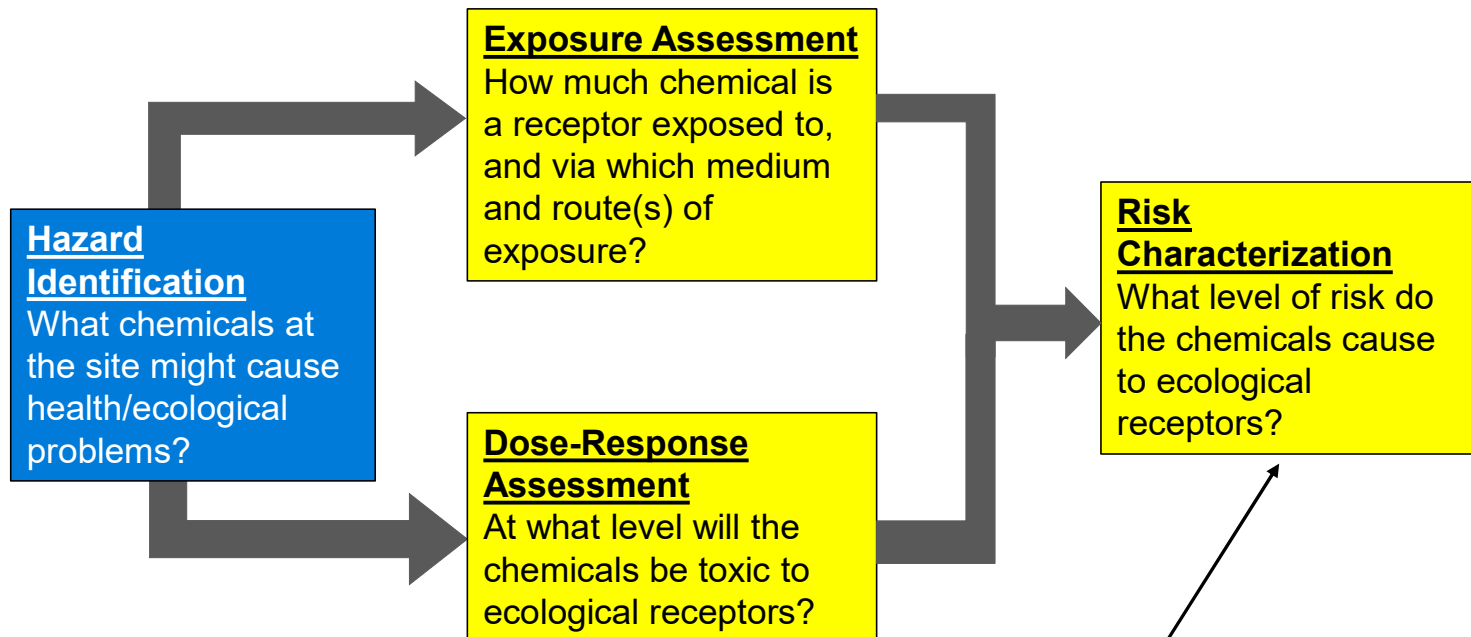 Hazard
Identification
What chemicals at
the site might cause
health/ecological
problems?
Exposure Assessment
How much chemical is
a receptor exposed to,
and via which medium
and route(s) of
exposure?
Dose-Response
Assessment
At what level will the
chemicals be toxic to
ecological receptors?
Risk
Characterization
What level of risk do
the chemicals cause
to ecological
receptors?